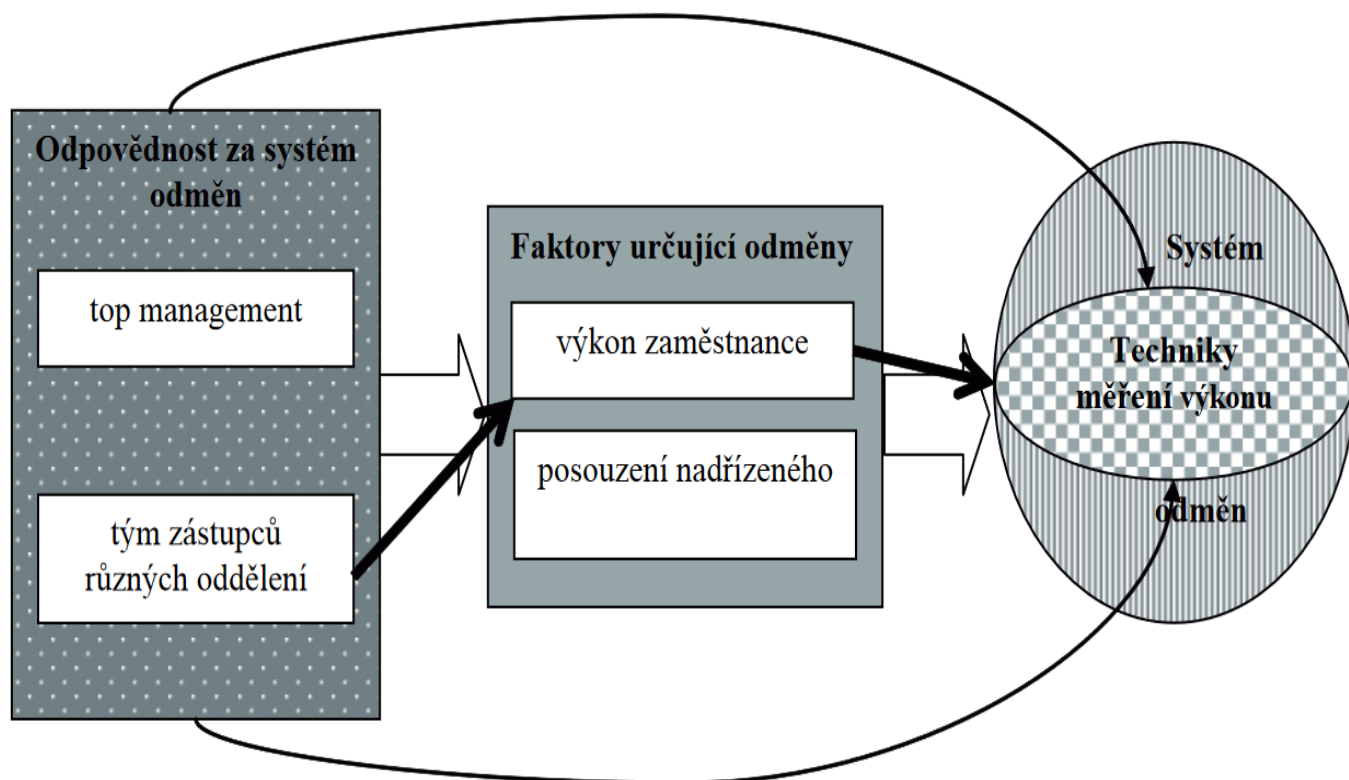 Odpovědnost za systém
odměn
top management
tým zástupců
různých oddělení
Faktory určující odměny
výkon zaměstnance
posouzení nadřízeného
Systém
Techniky
měření výkonu
odměn